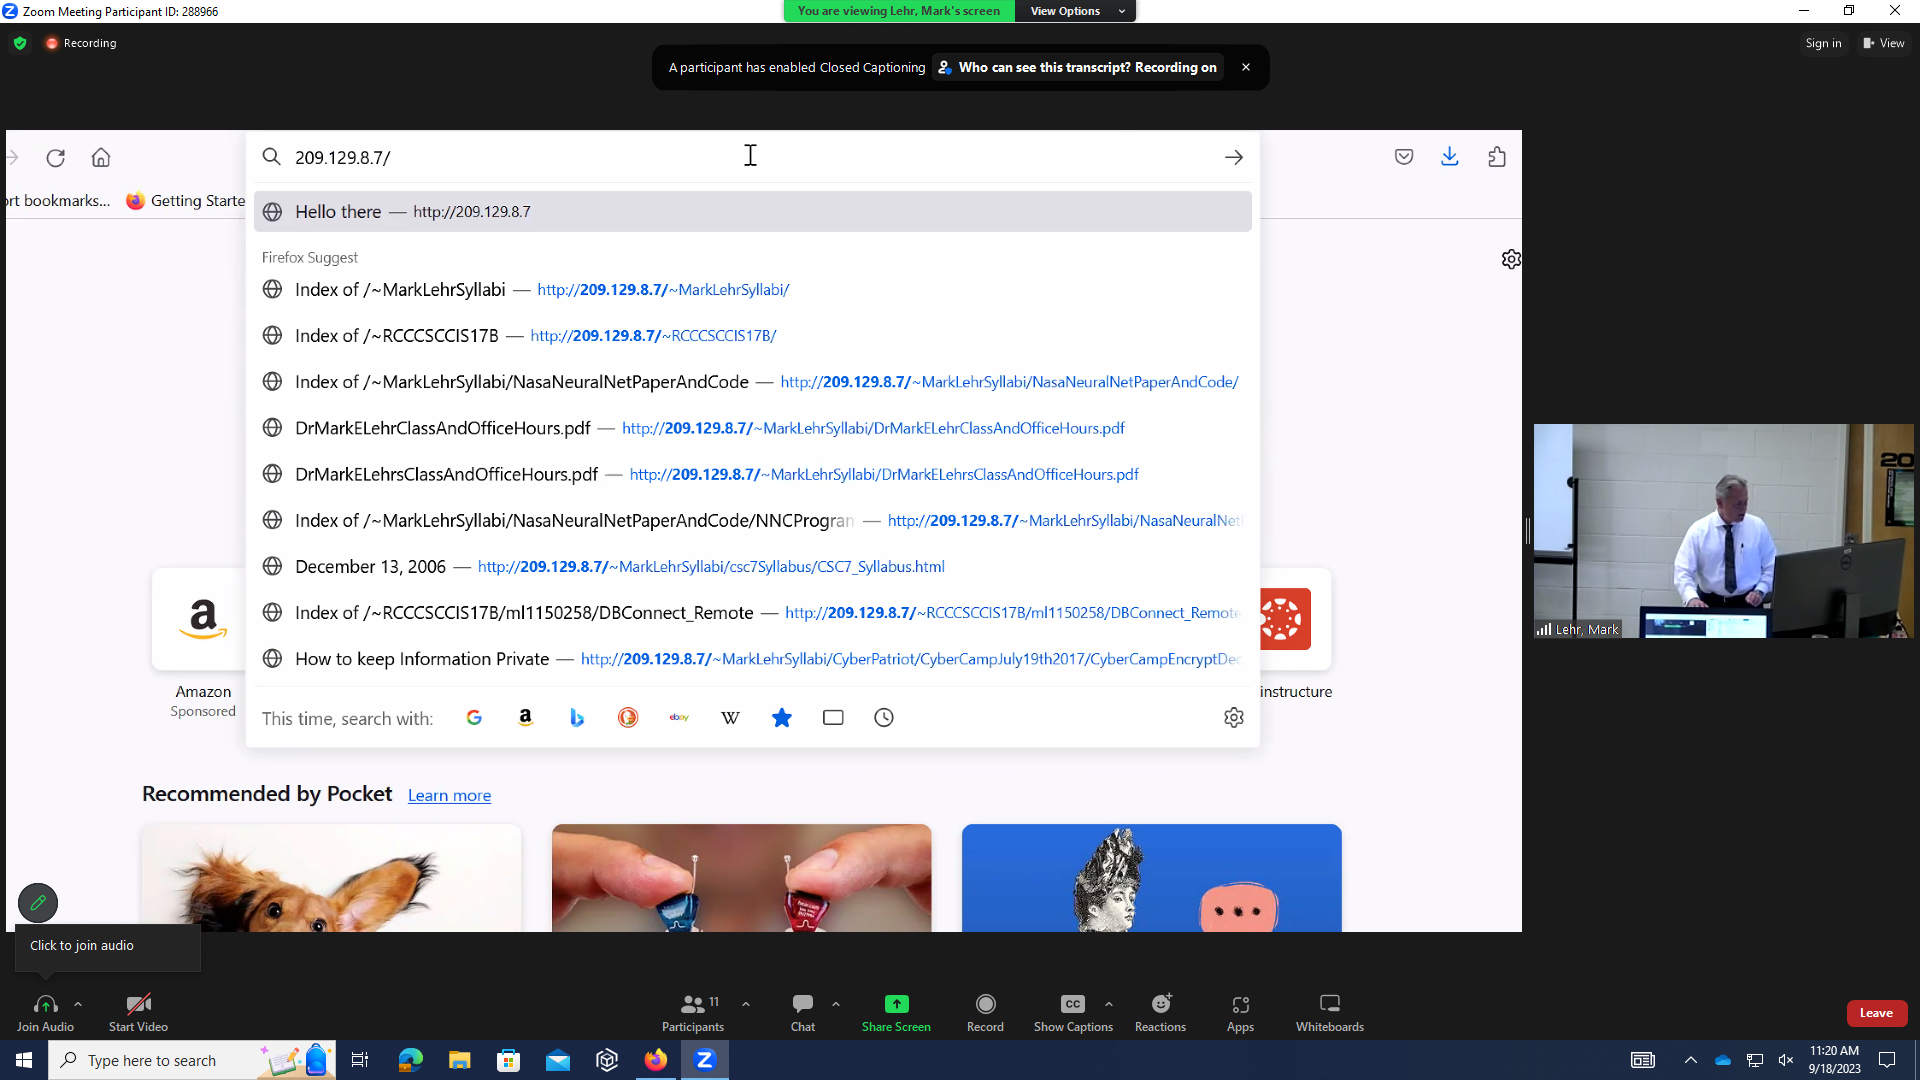 Zoom Meeting Participant ID: 288966
You are viewing Lehr, Mark's screen
View Options
Recording
Sign in
View
A participant has enabled Closed Captioning
Who can see this transcript? Recording on
209.129.8.7/
ort bookmarks...
Getting Starte
Hello there — http://209.129.8.7
Firefox Suggest
Index of /~MarkLehrSyllabi — http://209.129.8.7/~MarkLehrSyllabi/
Index of /~RCCCSCCIS17B — http://209.129.8.7/~RCCCSCCIS17B/
Index of /~MarkLehrSyllabi/NasaNeuralNetPaperAndCode — http://209.129.8.7/~MarkLehrSyllabi/NasaNeuralNetPaperAndCode/
DrMarkELehrClassAndOfficeHours.pdf — http://209.129.8.7/~MarkLehrSyllabi/DrMarkELehrClassAndOfficeHours.pdf
DrMarkELehrsClassAndOfficeHours.pdf — http://209.129.8.7/~MarkLehrSyllabi/DrMarkELehrsClassAndOfficeHours.pdf
Index of /~MarkLehrSyllabi/NasaNeuralNetPaperAndCode/NNCProgram — http://209.129.8.7/~MarkLehrSyllabi/NasaNeuralNet
December 13, 2006 — http://209.129.8.7/~MarkLehrSyllabi/csc7Syllabus/CSC7_Syllabus.html
Index of /~RCCCSCCIS17B/ml1150258/DBConnect_Remote — http://209.129.8.7/~RCCCSCCIS17B/ml1150258/DBConnect_Remote
How to keep Information Private — http://209.129.8.7/~MarkLehrSyllabi/CyberPatriot/CyberCampJuly19th2017/CyberCampEncryptDec
This time, search with:
ebay
W
Amazon
Sponsored
instructure
Recommended by Pocket Learn more
20
Lehr, Mark
Click to join audio
Join Audio
Start Video
11
Participants
Chat
Share Screen
Record
CC
Show Captions
Reactions
Apps
Whiteboards
Leave
Type here to search
11:20 AM
9/18/2023